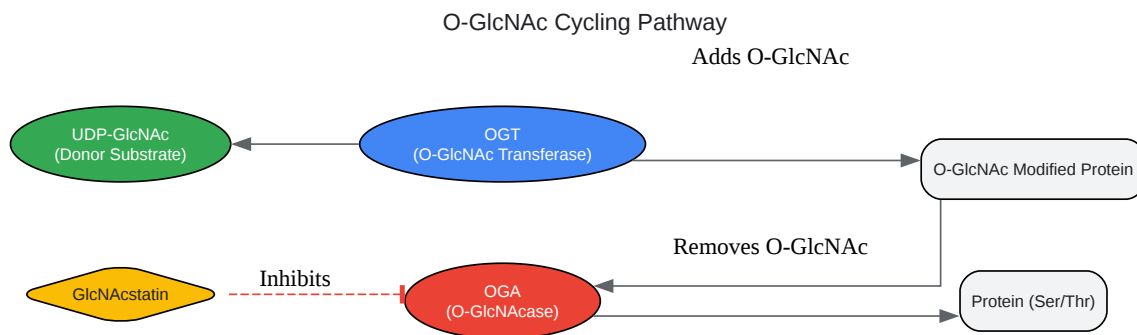 O-GlcNAc Cycling Pathway
Adds O-GlcNAc
UDP-GlcNAc
(Donor Substrate)
OGT
(O-GlcNAc Transferase)
O-GlcNAc Modified Protein
Removes O-GlcNAc
GlcNAcstatin
Inhibits
OGA
(O-GlcNAcase)
Protein (Ser/Thr)